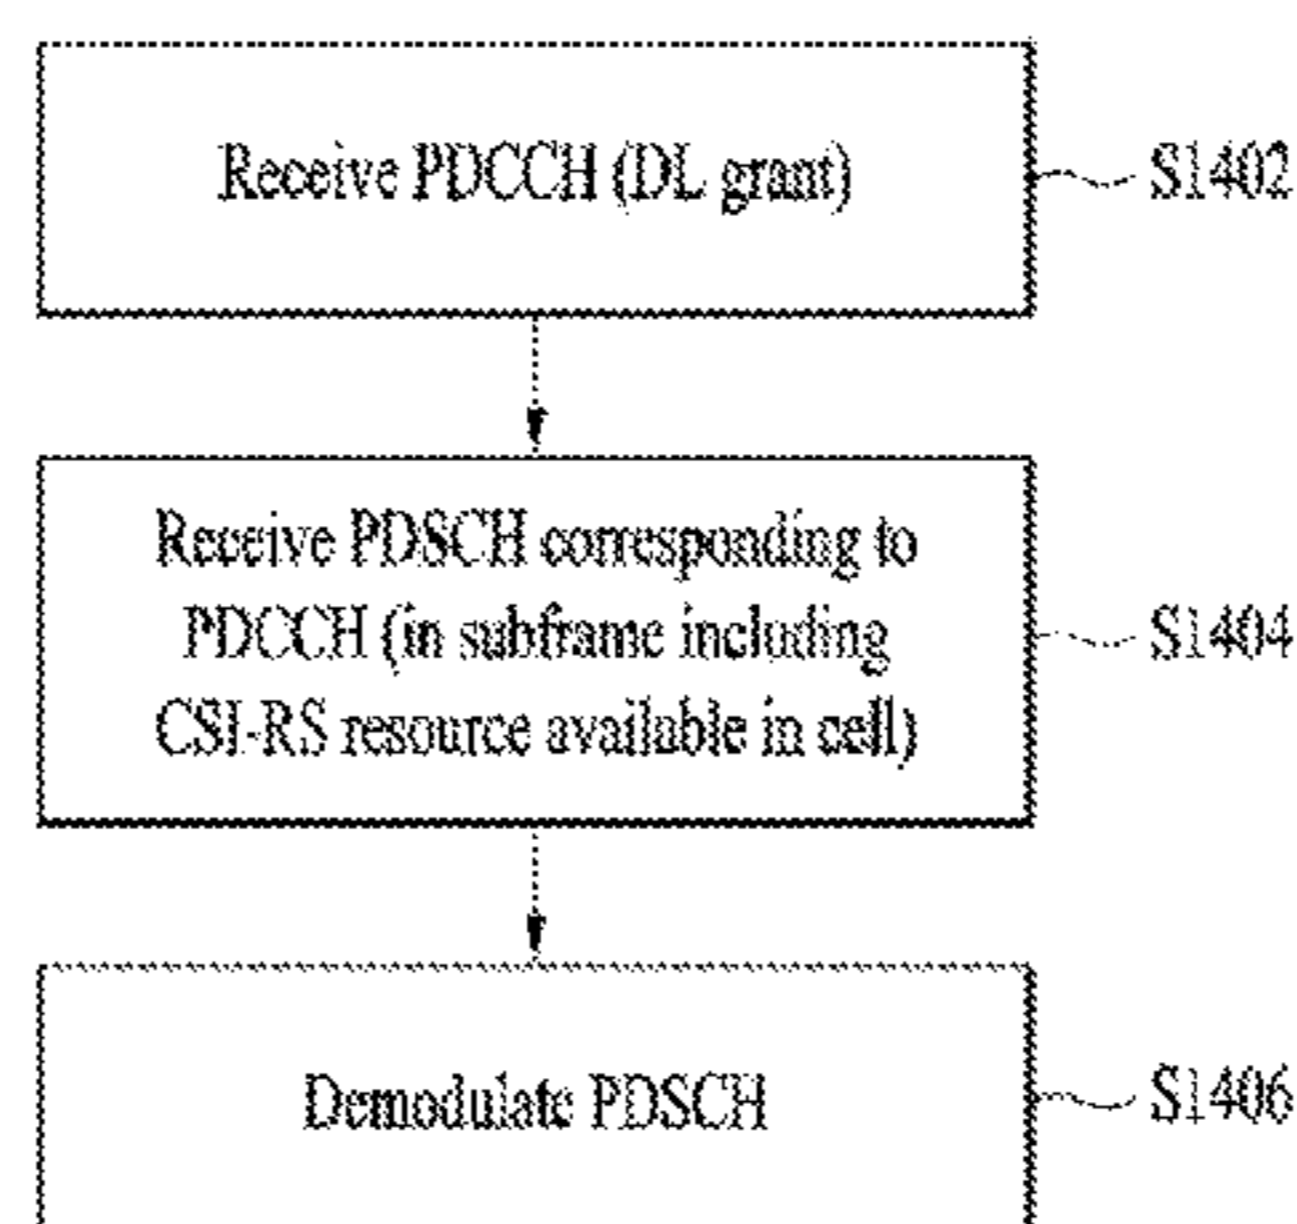 Receive PDCCH (DL grant)
S1402
Receive PDSCH corresponding to
PDCCH (in subframe including
CSI-RS resource available in cell)
S1404
Demodulate PDSCH
S1406